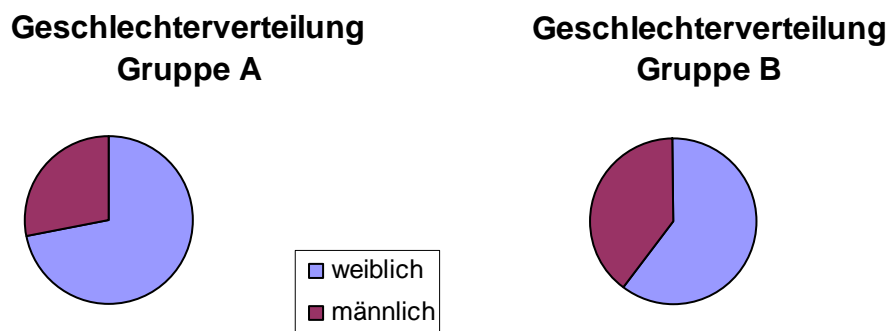 Geschlechterverteilung
Gruppe A
Geschlechterverteilung
Gruppe B
weiblich
männlich